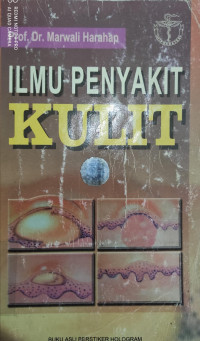 Prof. Dr. Marwali Harahap
ILMU PENYAKIT
KULIT
BUKU ASLI BERSTIKER HOLOGRAM